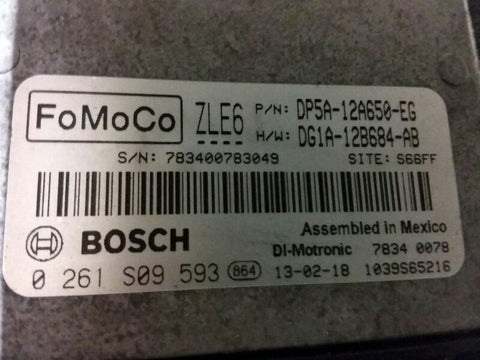 FoMoCo ZLE6 P/N: DP5A-12A650-EG
H/W: DG1A-12B684-AB
S/N: 783400783049 SITE: S66FF
Assembled in Mexico
BOSCH DI-Motronic 7834 0078
0 261 S09 593 864 13-02-18 1039S65216